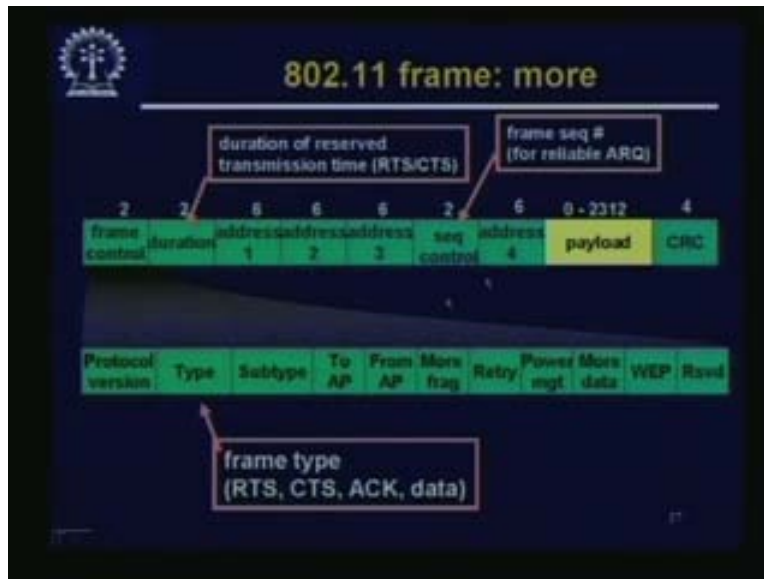 802.11 frame: more
duration of reserved
transmission time (RTS/CTS)
frame seq #
(for reliable ARQ)
2 2 6 6 6 2 6 0 - 2312 4
frame control duration address 1 address 2 address 3 seq control address 4 payload CRC
Protocol version Type Subtype To AP From AP More frag Retry Power mgt More data WEP Rsvd
frame type
(RTS, CTS, ACK, data)